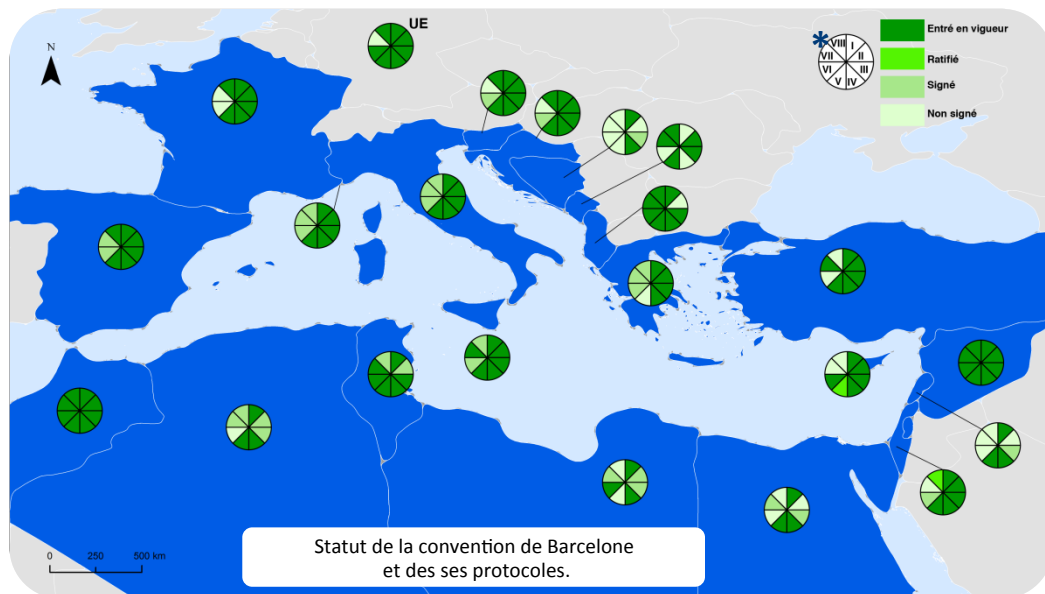 UE
N
*
VIII I
VII II
VI III
V IV
Entré en vigueur
Ratifié
Signé
Non signé
0 250 500 km
Statut de la convention de Barcelone
et des ses protocoles.